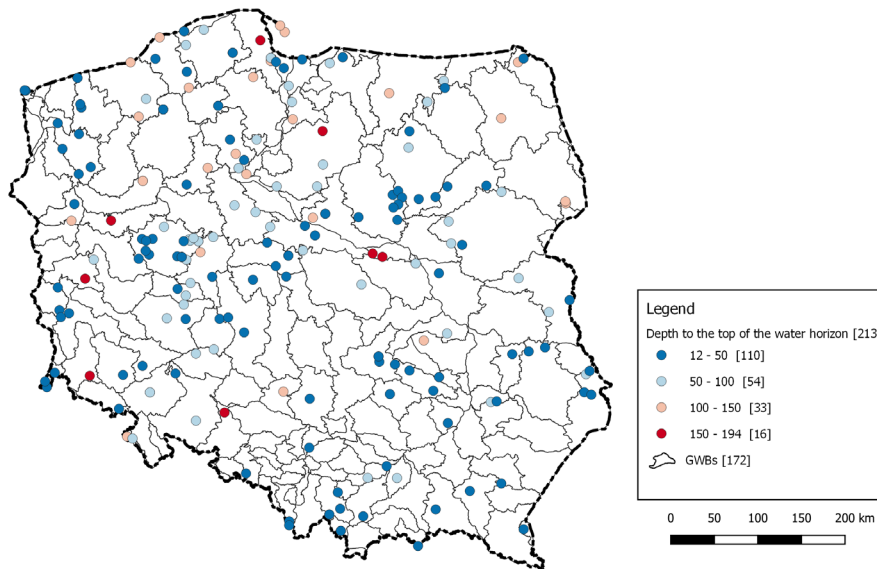 Legend
Depth to the top of the water horizon [213
12 - 50 [110]
50 - 100 [54]
100 - 150 [33]
150 - 194 [16]
GWBs [172]
0 50 100 150 200 km